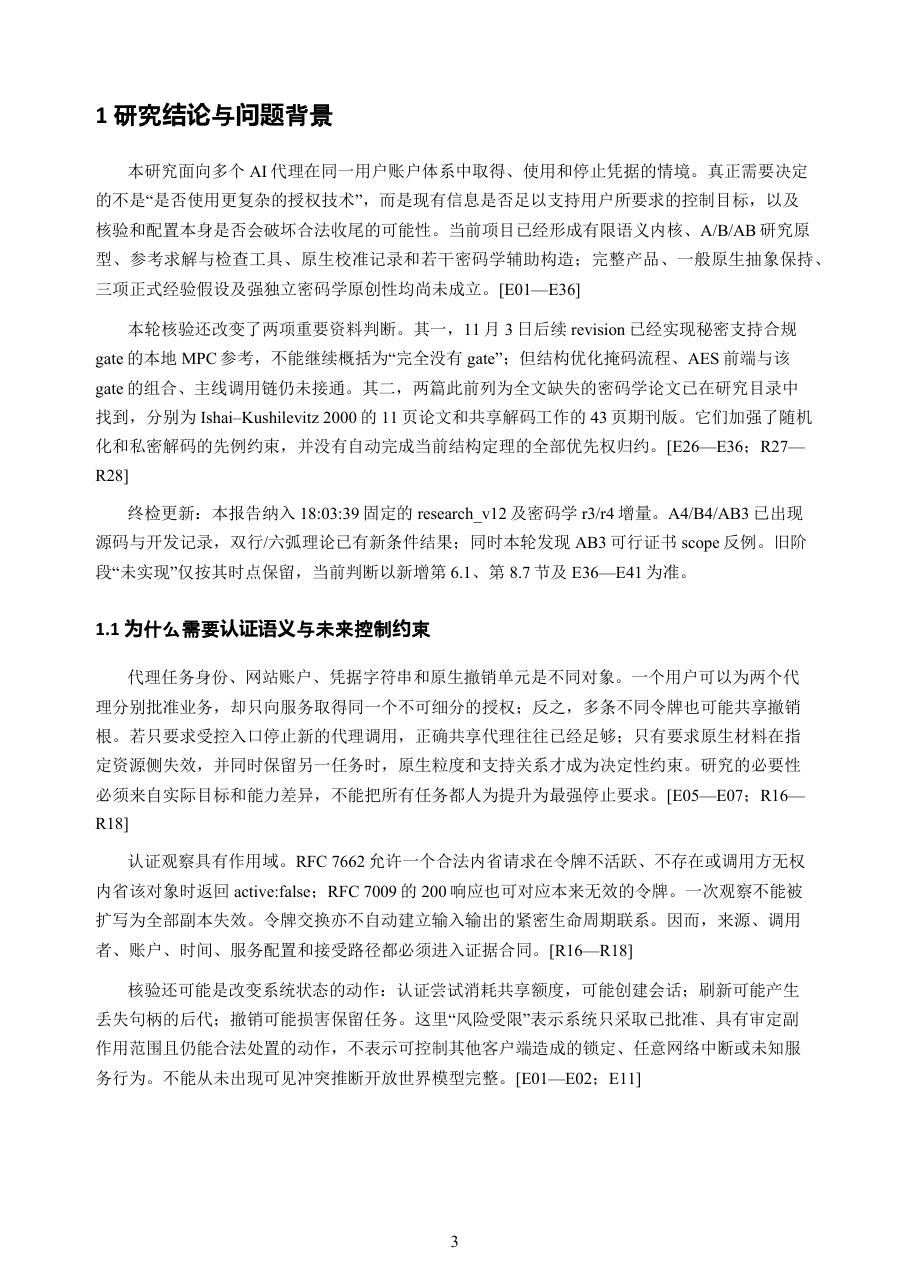 1 研究结论与问题背景
本研究面向多个 AI 代理在同一用户账户体系中取得、使用和停止凭据的情境。真正需要决定
的不是“是否使用更复杂的授权技术”，而是现有信息是否足以支持用户所要求的控制目标，以及
核验和配置本身是否会破坏合法收尾的可能性。当前项目已经形成有限语义内核、A/B/AB 研究原
型、参考求解与检查工具、原生校准记录和若干密码学辅助构造；完整产品、一般原生抽象保持、
三项正式经验假设及强独立密码学原创性均尚未成立。[E01—E36]
本轮核验还改变了两项重要资料判断。其一，11 月 3 日后续 revision 已经实现秘密支持合规
gate 的本地 MPC 参考，不能继续概括为“完全没有 gate”；但结构优化掩码流程、AES 前端与该
gate 的组合、主线调用链仍未接通。其二，两篇此前列为全文缺失的密码学论文已在研究目录中
找到，分别为 Ishai–Kushilevitz 2000 的 11 页论文和共享解码工作的 43 页期刊版。它们加强了随机
化和私密解码的先例约束，并没有自动完成当前结构定理的全部优先权归约。[E26—E36；R27—
R28]
终检更新：本报告纳入 18:03:39 固定的 research_v12 及密码学 r3/r4 增量。A4/B4/AB3 已出现
源码与开发记录，双行/六弧理论已有新条件结果；同时本轮发现 AB3 可行证书 scope 反例。旧阶
段“未实现”仅按其时点保留，当前判断以新增第 6.1、第 8.7 节及 E36—E41 为准。
1.1 为什么需要认证语义与未来控制约束
代理任务身份、网站账户、凭据字符串和原生撤销单元是不同对象。一个用户可以为两个代
理分别批准业务，却只向服务取得同一个不可细分的授权；反之，多条不同令牌也可能共享撤销
根。若只要求受控入口停止新的代理调用，正确共享代理往往已经足够；只有要求原生材料在指
定资源侧失效，并同时保留另一任务时，原生粒度和支持关系才成为决定性约束。研究的必要性
必须来自实际目标和能力差异，不能把所有任务都人为提升为最强停止要求。[E05—E07；R16—
R18]
认证观察具有作用域。RFC 7662 允许一个合法内省请求在令牌不活跃、不存在或调用方无权
内省该对象时返回 active:false；RFC 7009 的 200 响应也可对应本来无效的令牌。一次观察不能被
扩写为全部副本失效。令牌交换亦不自动建立输入输出的紧密生命周期联系。因而，来源、调用
者、账户、时间、服务配置和接受路径都必须进入证据合同。[R16—R18]
核验还可能是改变系统状态的动作：认证尝试消耗共享额度，可能创建会话；刷新可能产生
丢失句柄的后代；撤销可能损害保留任务。这里“风险受限”表示系统只采取已批准、具有审定副
作用范围且仍能合法处置的动作，不表示可控制其他客户端造成的锁定、任意网络中断或未知服
务行为。不能从未出现可见冲突推断开放世界模型完整。[E01—E02；E11]
3